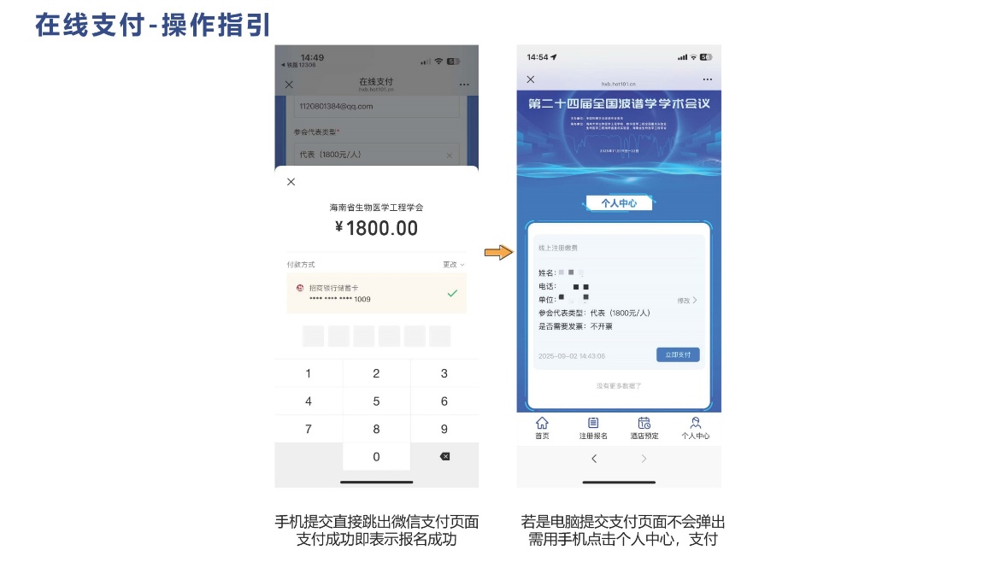 在线支付-操作指引
14:49
铁路12306
在线支付
hxb.hot101.cn
1120801384@qq.com
参会代表类型*
代表（1800元/人）
海南省生物医学工程学会
¥1800.00
付款方式
更改
招商银行储蓄卡
**** **** **** 1009
1 2 3
4 5 6
7 8 9
0
14:54
hxb.hot101.cn
第二十四届全国波谱学学术会议
个人中心
线上注册缴费
姓名：
电话：
单位：
修改
参会代表类型：代表（1800元/人）
是否需要发票：不开票
2025-09-02 14:43:06
立即支付
没有更多数据了
首页 注册报名 酒店预定 个人中心
手机提交直接跳出微信支付页面
支付成功即表示报名成功
若是电脑提交支付页面不会弹出
需用手机点击个人中心，支付